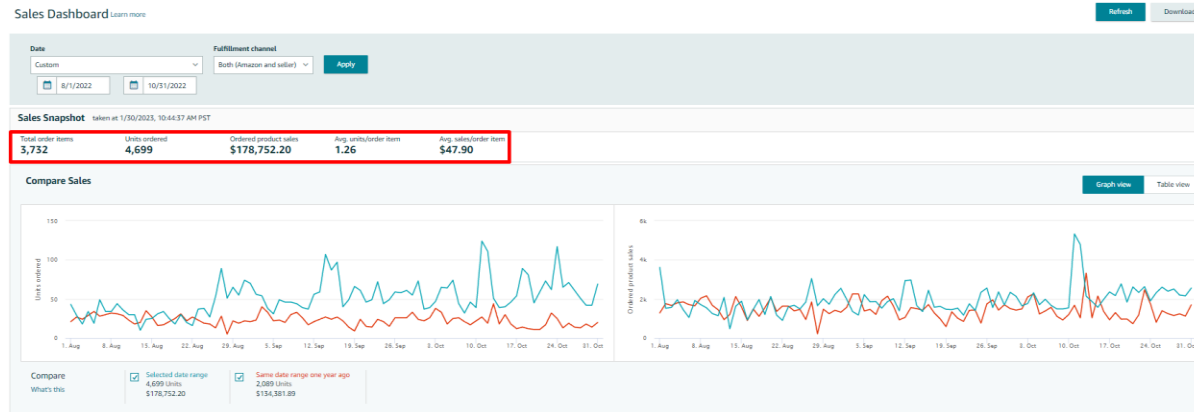 Sales Dashboard Learn more
Refresh
Download
Date
Fulfillment channel
Custom
Both (Amazon and seller)
Apply
8/1/2022
10/31/2022
Sales Snapshot taken at 1/30/2023, 10:44:37 AM PST
Total order items
Units ordered
Ordered product sales
Avg. units/order item
Avg. sales/order item
3,732
4,699
$178,752.20
1.26
$47.90
Compare Sales
Graph view
Table view
Units ordered
150
100
50
0
1. Aug 8. Aug 15. Aug 22. Aug 29. Aug 5. Sep 12. Sep 19. Sep 26. Sep 3. Oct 10. Oct 17. Oct 24. Oct 31. Oct
Ordered product sales
6k
4k
2k
0
1. Aug 8. Aug 15. Aug 22. Aug 29. Aug 5. Sep 12. Sep 19. Sep 26. Sep 3. Oct 10. Oct 17. Oct 24. Oct 31. Oct
Compare
What's this
Selected date range
4,699 Units
$178,752.20
Same date range one year ago
2,089 Units
$134,381.89